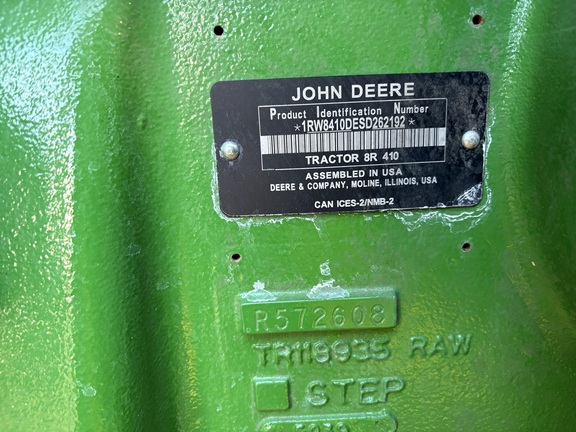 JOHN DEERE
Product Identification Number
*1RW8410DESD262192*
TRACTOR 8R 410
ASSEMBLED IN USA
DEERE & COMPANY, MOLINE, ILLINOIS, USA
CAN ICES-2/NMB-2
R572608
TR119935 RAW
STEP